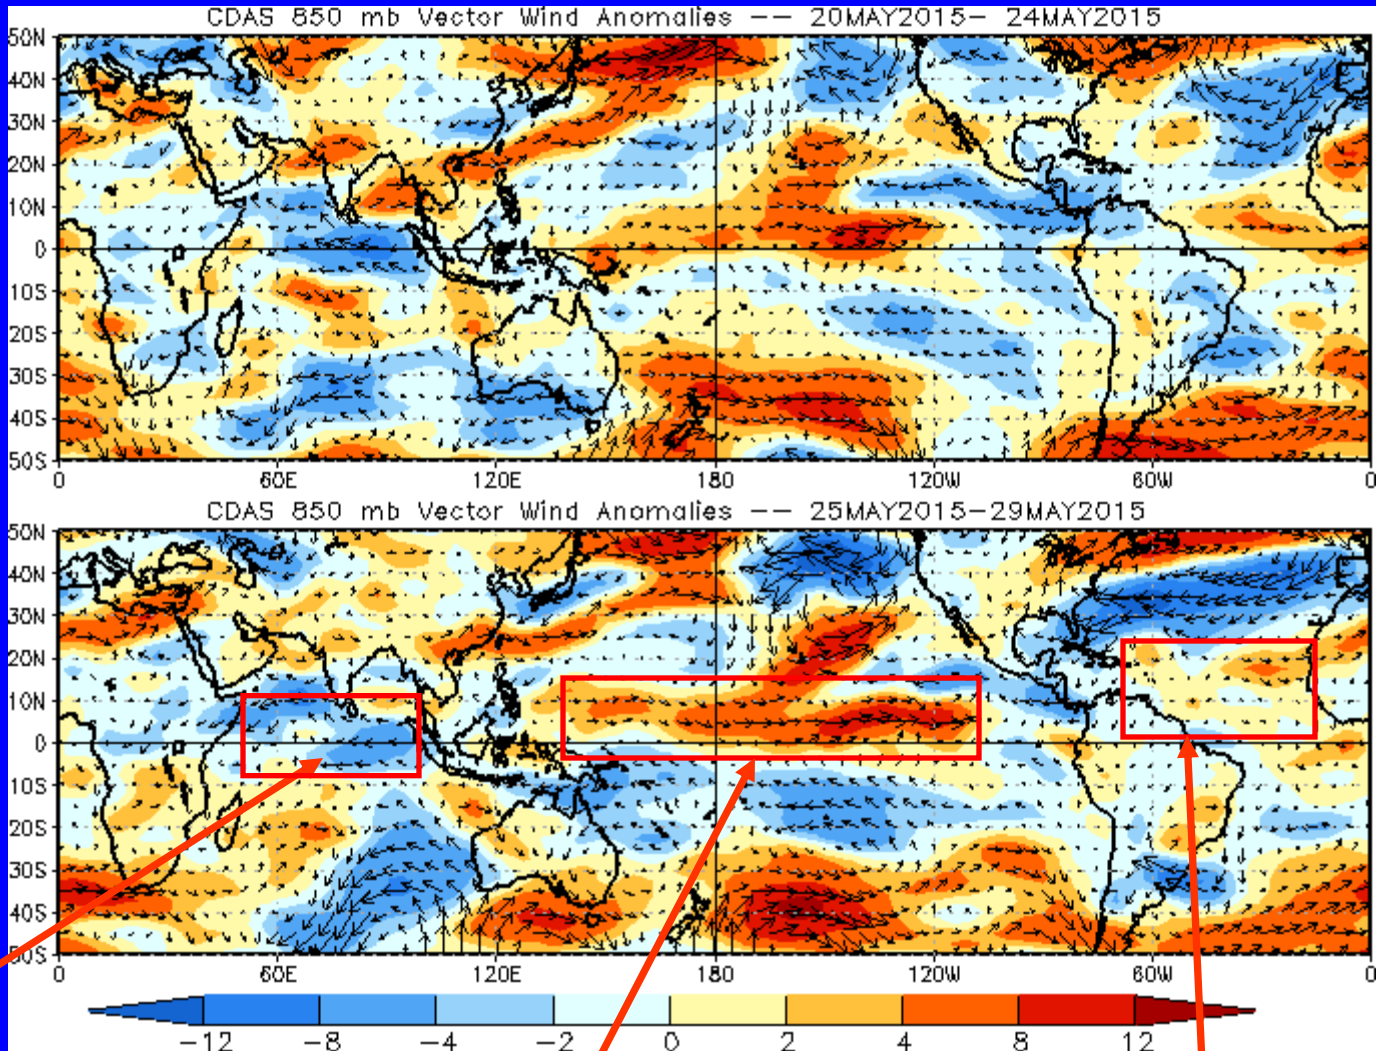 CDAS 850 mb Vector Wind Anomalies -- 20MAY2015- 24MAY2015
50N
40N
30N
20N
10N
0
10S
20S
30S
40S
50S
0 60E 120E 180 120W 60W 0
CDAS 850 mb Vector Wind Anomalies -- 25MAY2015-29MAY2015
50N
40N
30N
20N
10N
0
10S
20S
30S
40S
50S
0 60E 120E 180 120W 60W 0
-12 -8 -4 -2 0 2 4 8 12